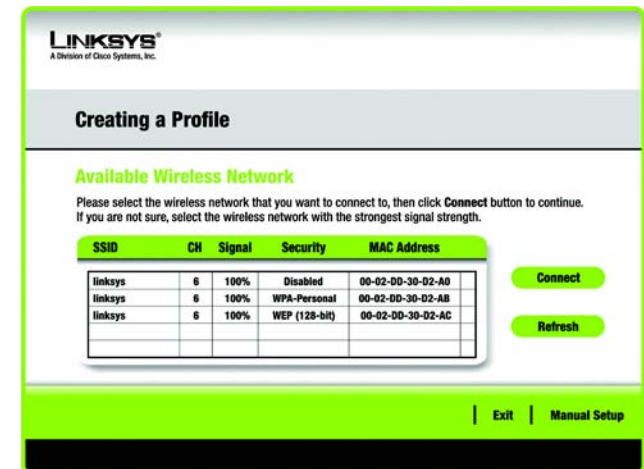 LINKSYS®
A Division of Cisco Systems, Inc.
Creating a Profile
Available Wireless Network
Please select the wireless network that you want to connect to, then click Connect button to continue.
If you are not sure, select the wireless network with the strongest signal strength.
SSID CH Signal Security MAC Address
linksys 6 100% Disabled 00-02-DD-30-D2-A0
linksys 6 100% WPA-Personal 00-02-DD-30-D2-AB
linksys 6 100% WEP (128-bit) 00-02-DD-30-D2-AC
Connect
Refresh
Exit Manual Setup